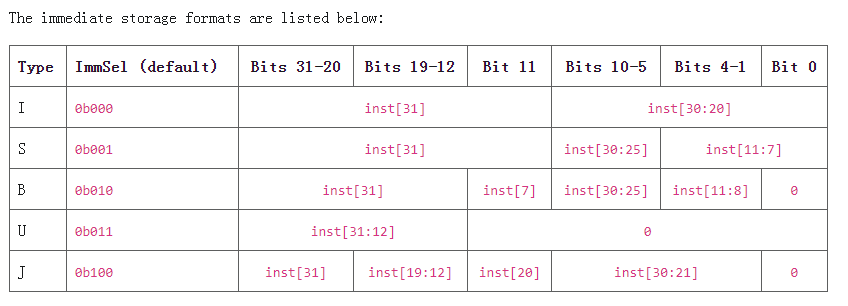 The immediate storage formats are listed below:
Type ImmSel (default) Bits 31-20 Bits 19-12 Bit 11 Bits 10-5 Bits 4-1 Bit 0
I 0b000 inst[31] inst[30:20]
S 0b001 inst[31] inst[30:25] inst[11:7]
B 0b010 inst[31] inst[7] inst[30:25] inst[11:8] 0
U 0b011 inst[31:12] 0
J 0b100 inst[31] inst[19:12] inst[20] inst[30:21] 0